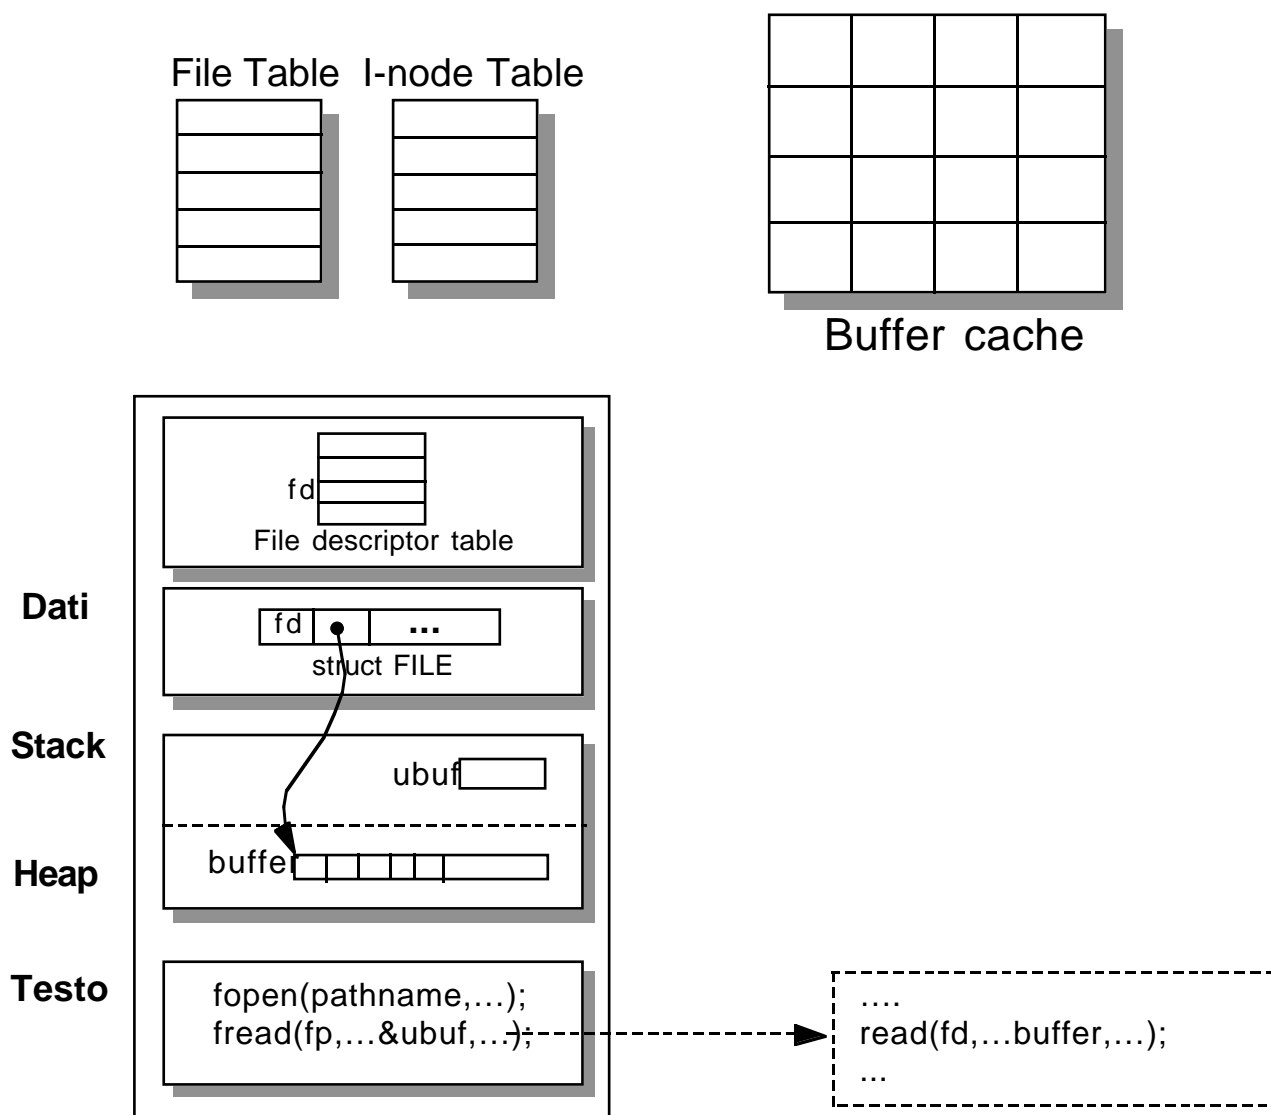 File Table I-node Table
Buffer cache
fd
File descriptor table
Dati
fd ...
struct FILE
Stack
ubuf
buffer
Heap
Testo
fopen(pathname,...);
fread(fp,...&ubuf,...);
....
read(fd,...buffer,...);
...